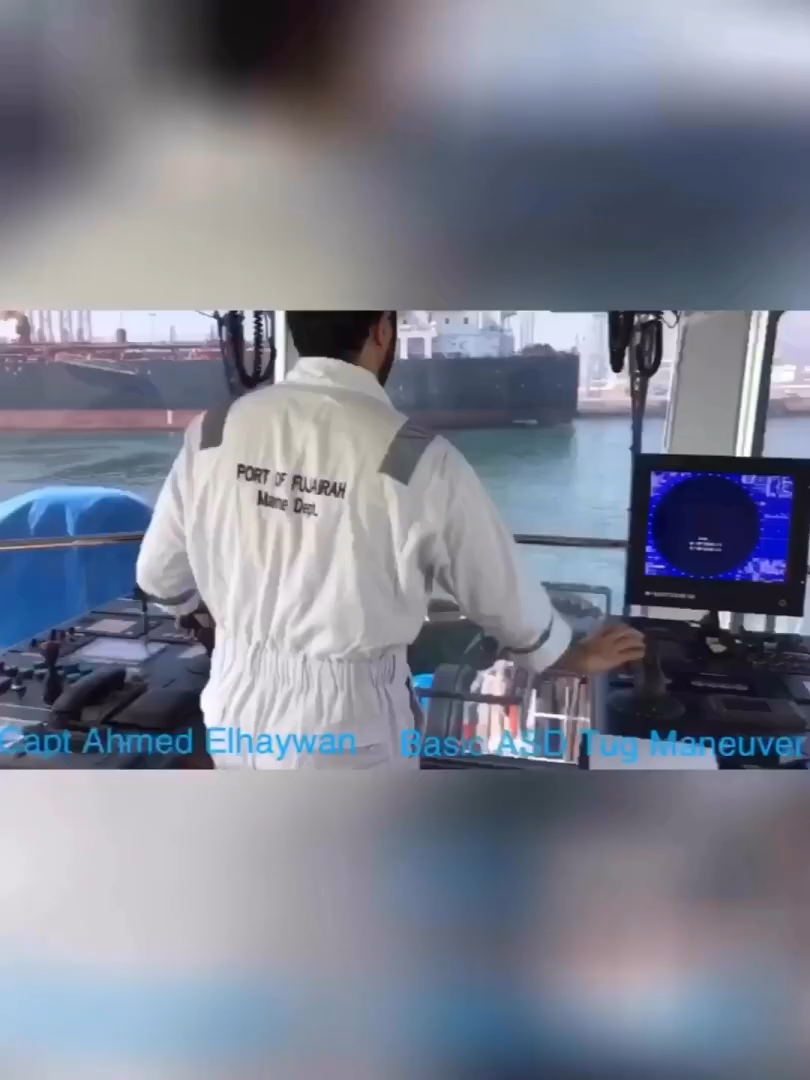 PORT OF FUJAIRAH
Marine Dept.
Capt Ahmed Elhaywan Basic ASD Tug Maneuver